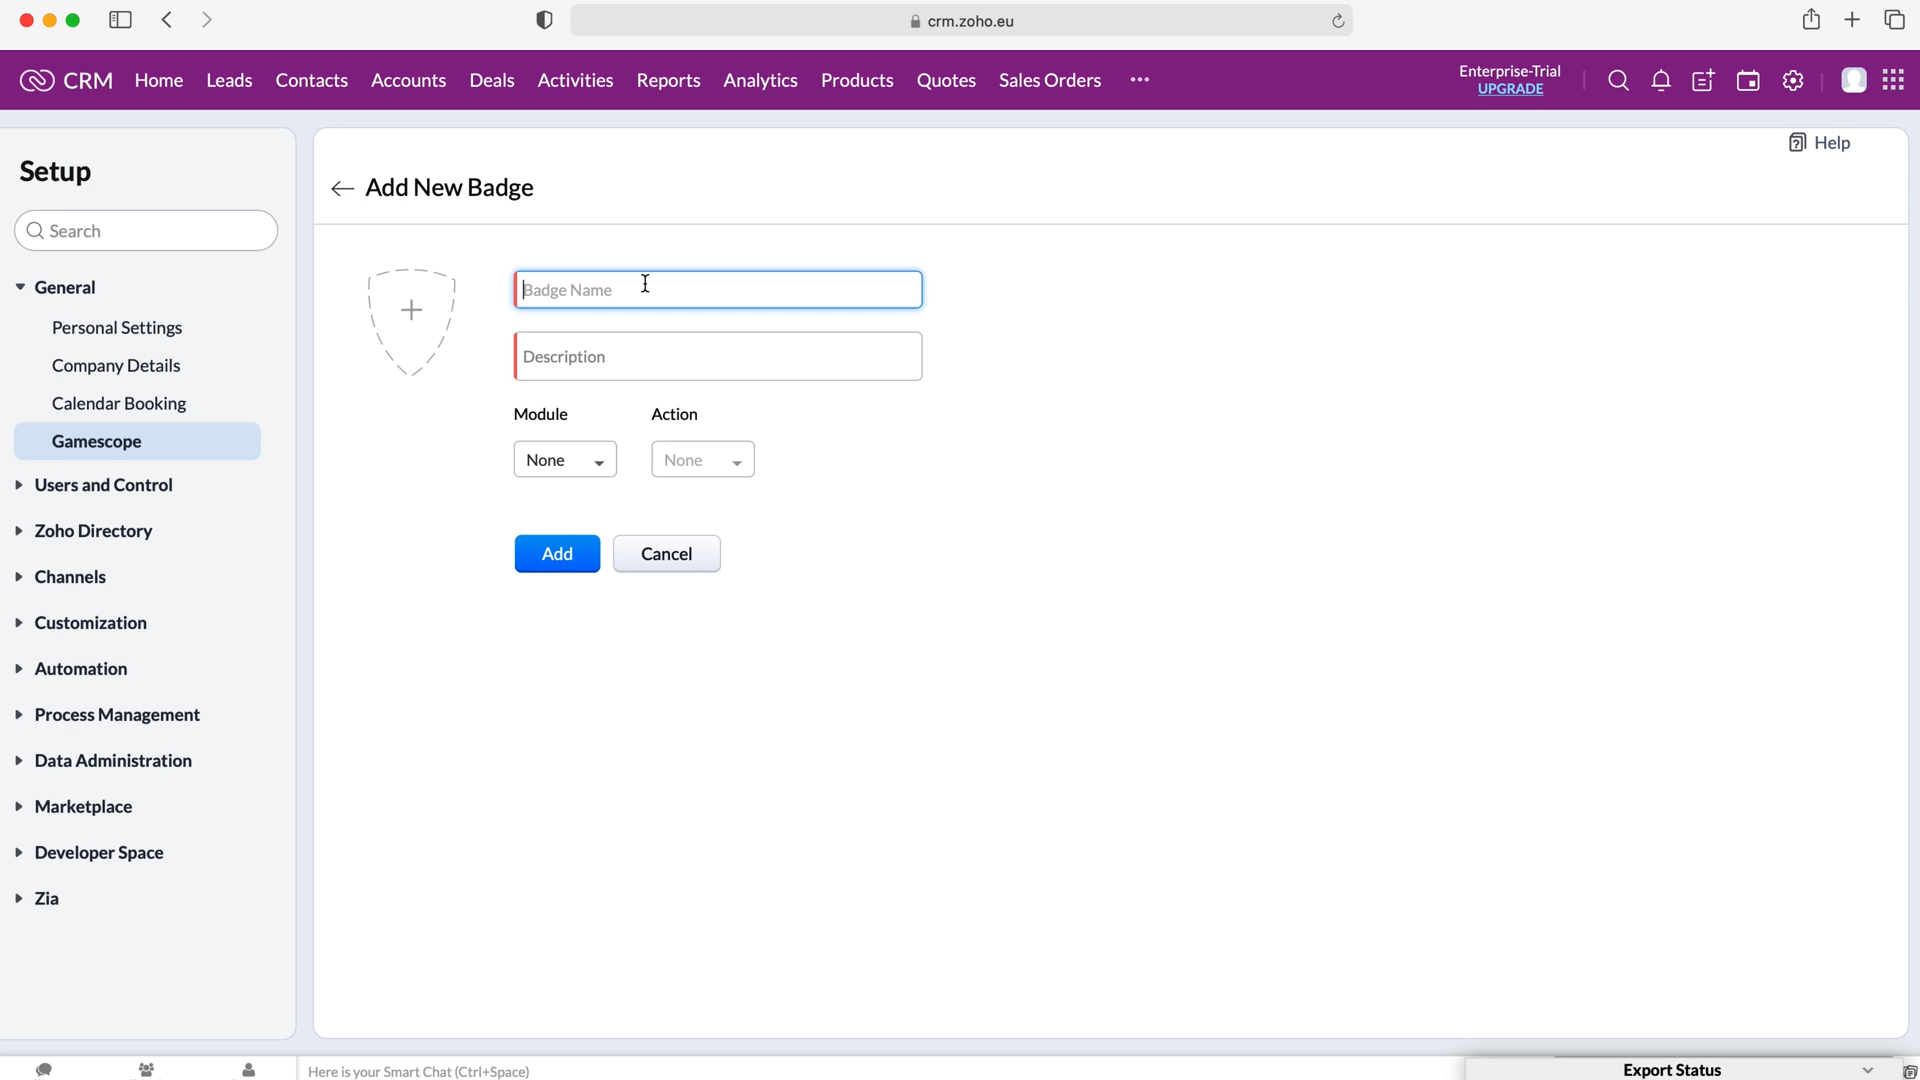 crm.zoho.eu
CRM Home Leads Contacts Accounts Deals Activities Reports Analytics Products Quotes Sales Orders ••• Enterprise-Trial
UPGRADE
Help
Setup
Add New Badge
Search
General
Personal Settings
Company Details
Calendar Booking
Gamescope
Users and Control
Zoho Directory
Channels
Customization
Automation
Process Management
Data Administration
Marketplace
Developer Space
Zia
Badge Name
Description
Module Action
None None
Add Cancel
Here is your Smart Chat (Ctrl+Space)
Export Status